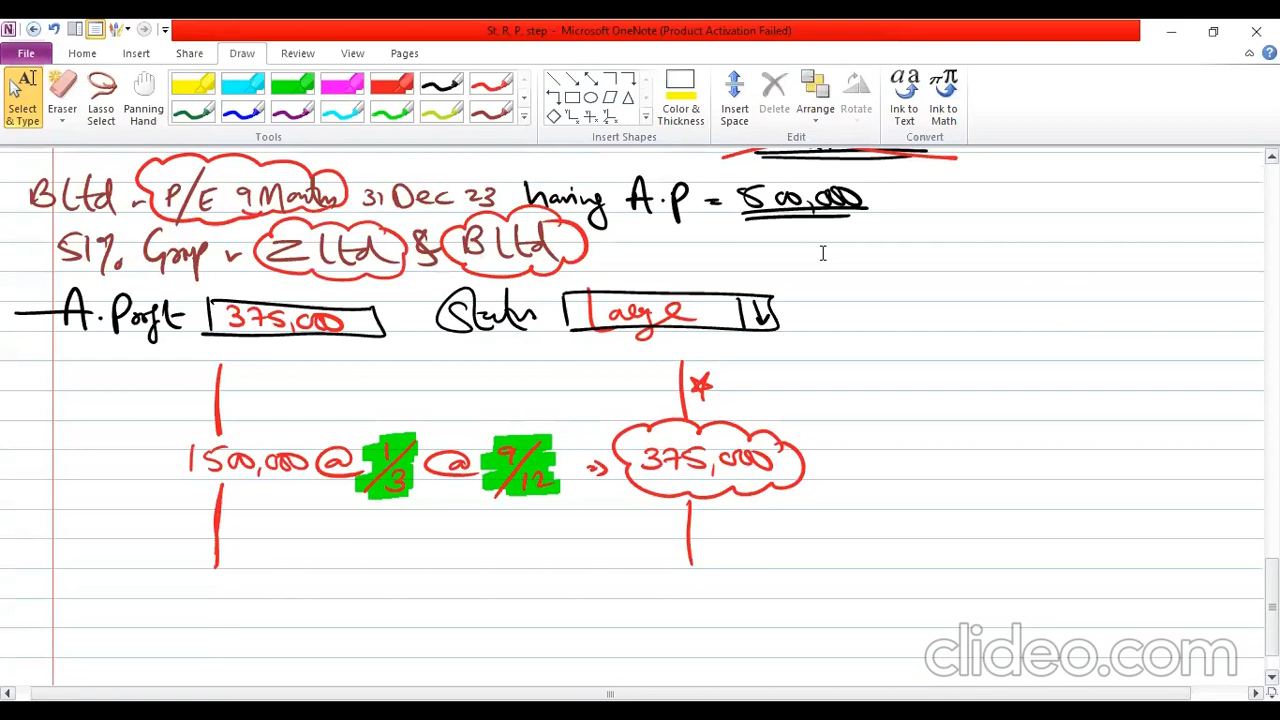 St, R, P, step - Microsoft OneNote (Product Activation Failed)
File Home Insert Share Draw Review View Pages
Select & Type
Eraser
Lasso Select
Panning Hand
Color & Thickness
Insert Space
Delete
Arrange
Rotate
Ink to Text
Ink to Math
Tools Insert Shapes Edit Convert
B Ltd - P/E 9 Months 31 Dec 23 having A.P = 800,000
51% Group Z Ltd & B Ltd
A. Profit 375,000 Status Large
1500,000 @ 1/3 @ 9/12 ⇒ 375,000
clideo.com